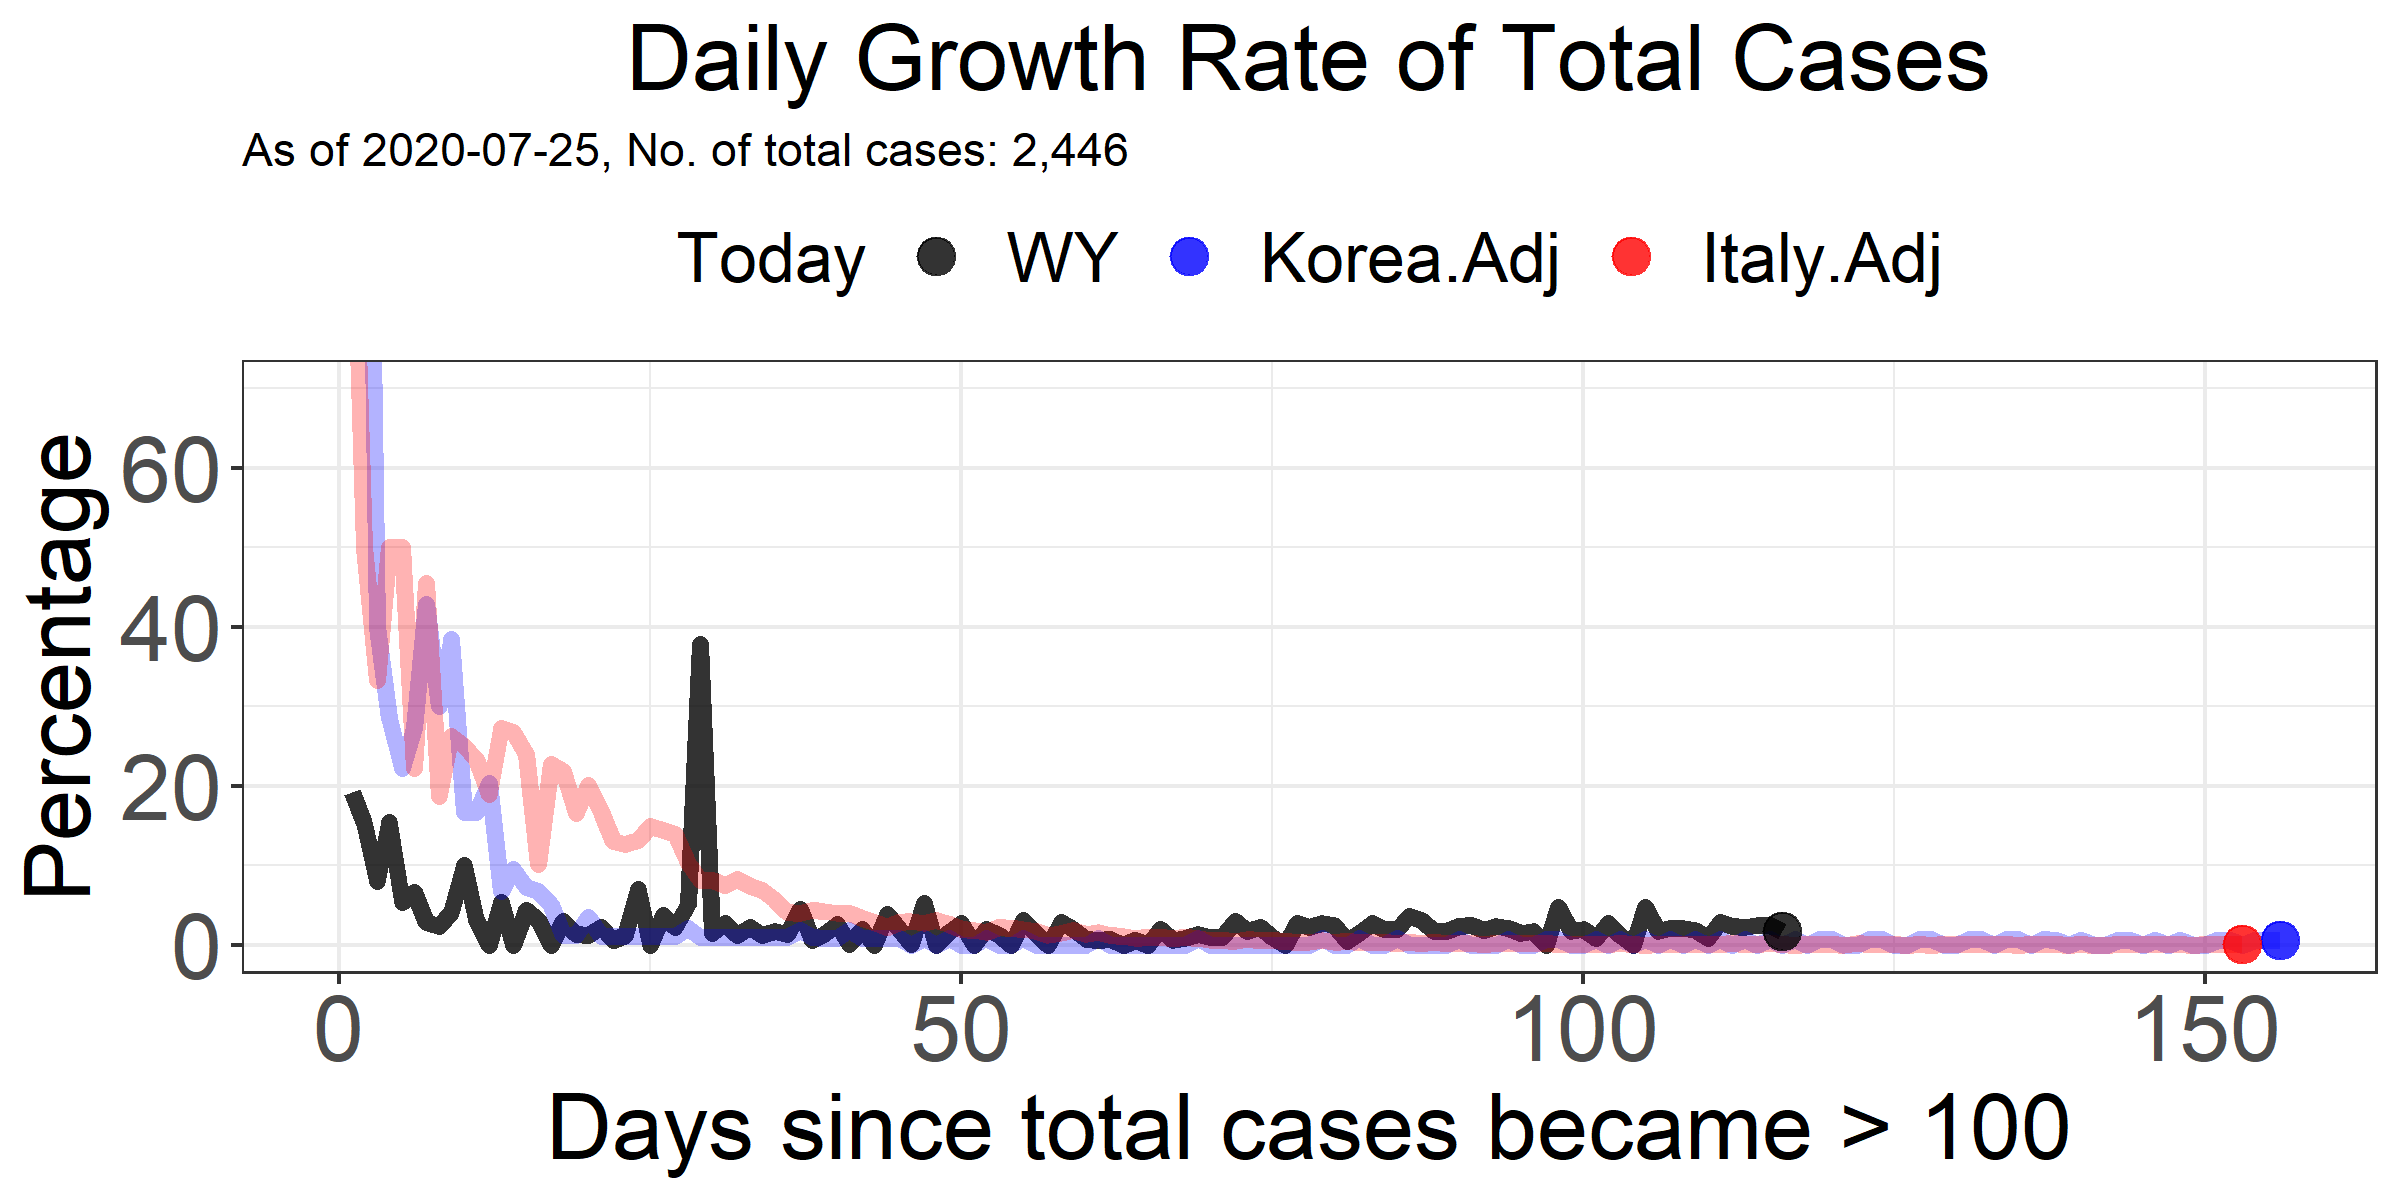 Daily Growth Rate of Total Cases
As of 2020-07-25, No. of total cases: 2,446
Today WY Korea.Adj Italy.Adj
Percentage
60
40
20
0
0 50 100 150
Days since total cases became > 100